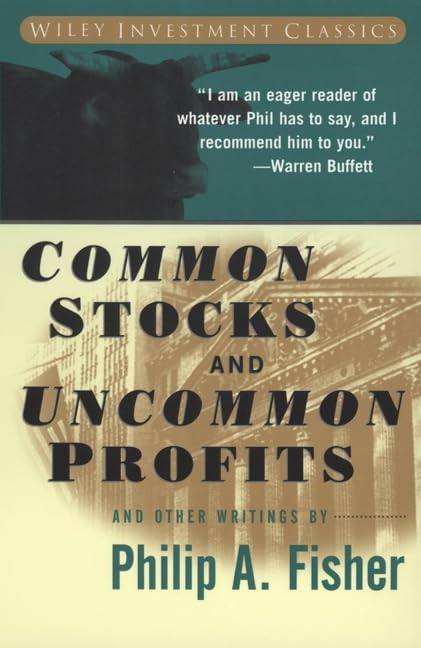 WILEY INVESTMENT CLASSICS
“I am an eager reader of
whatever Phil has to say, and I
recommend him to you.”
—Warren Buffett
COMMON
STOCKS
AND
UNCOMMON
PROFITS
AND OTHER WRITINGS BY
Philip A. Fisher